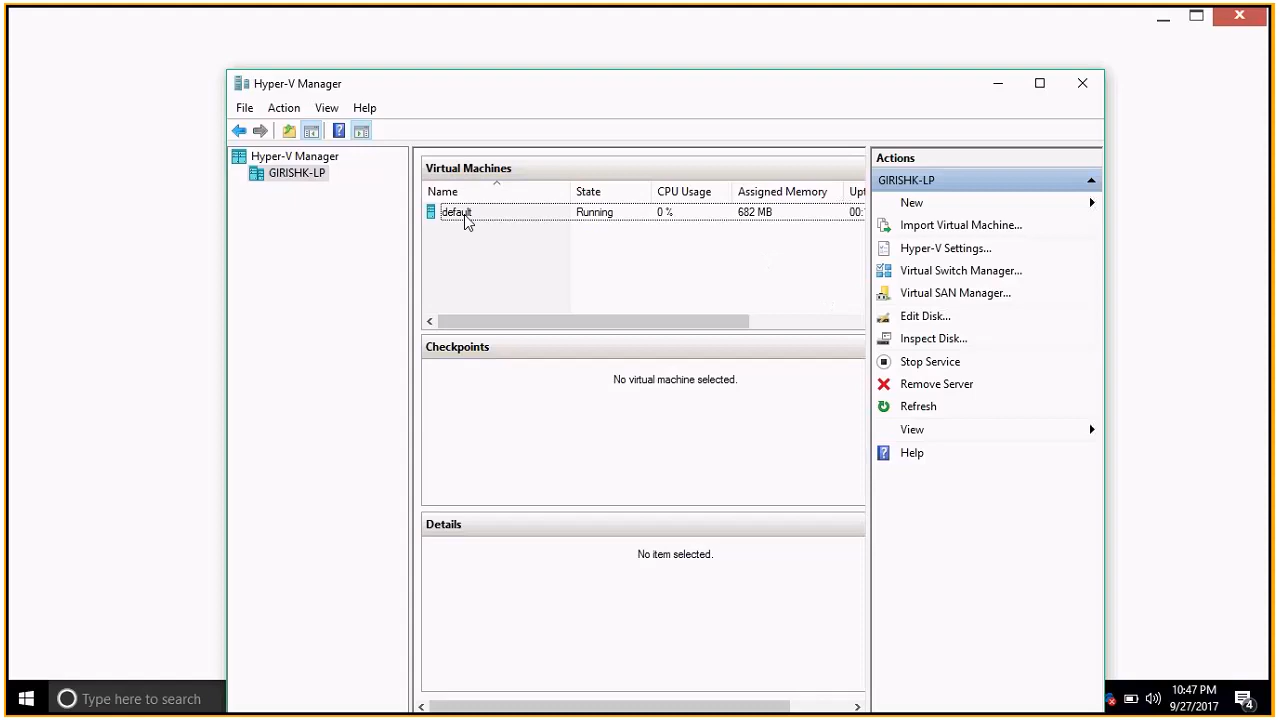 Hyper-V Manager
File Action View Help
Hyper-V Manager
GIRISHK-LP
Virtual Machines
Name State CPU Usage Assigned Memory Upt
default Running 0 % 682 MB 00:
Checkpoints
No virtual machine selected.
Details
No item selected.
Actions
GIRISHK-LP
New
Import Virtual Machine...
Hyper-V Settings...
Virtual Switch Manager...
Virtual SAN Manager...
Edit Disk...
Inspect Disk...
Stop Service
Remove Server
Refresh
View
Help
Type here to search
10:47 PM
9/27/2017
4